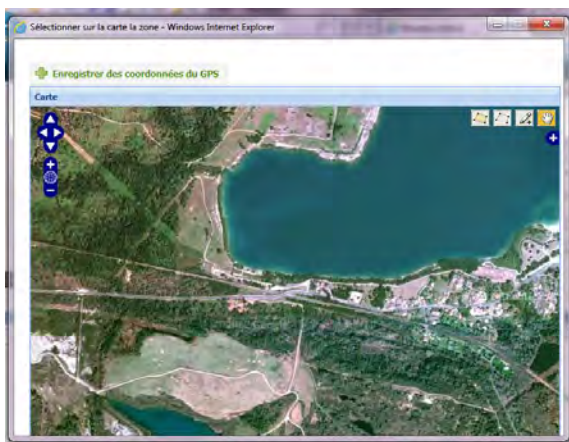 Sélectionner sur la carte la zone - Windows Internet Explorer
Enregistrer des coordonnées du GPS
Carte